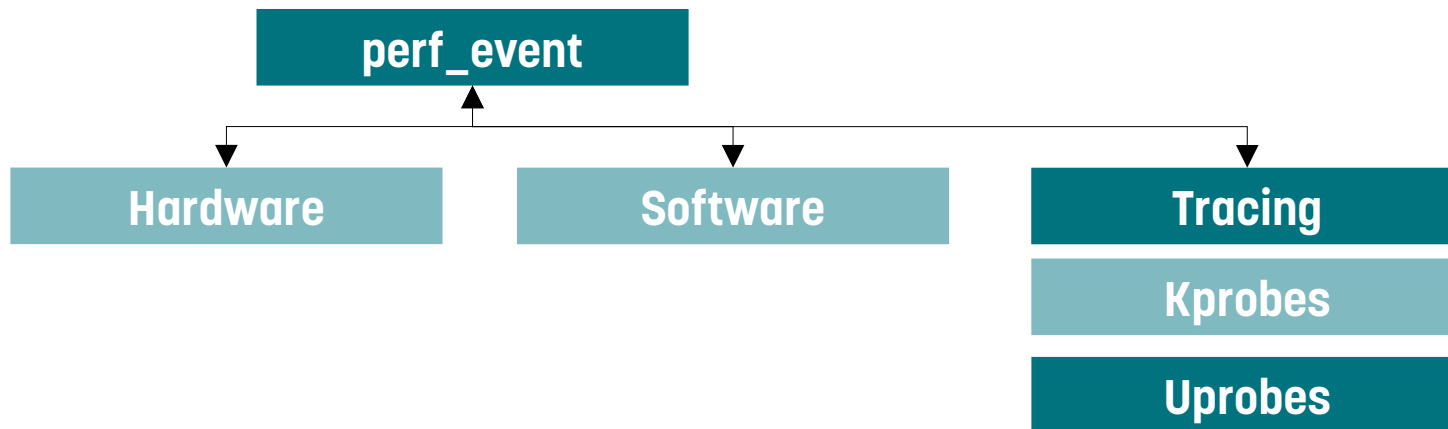 perf_event
Hardware
Software
Tracing
Kprobes
Uprobes